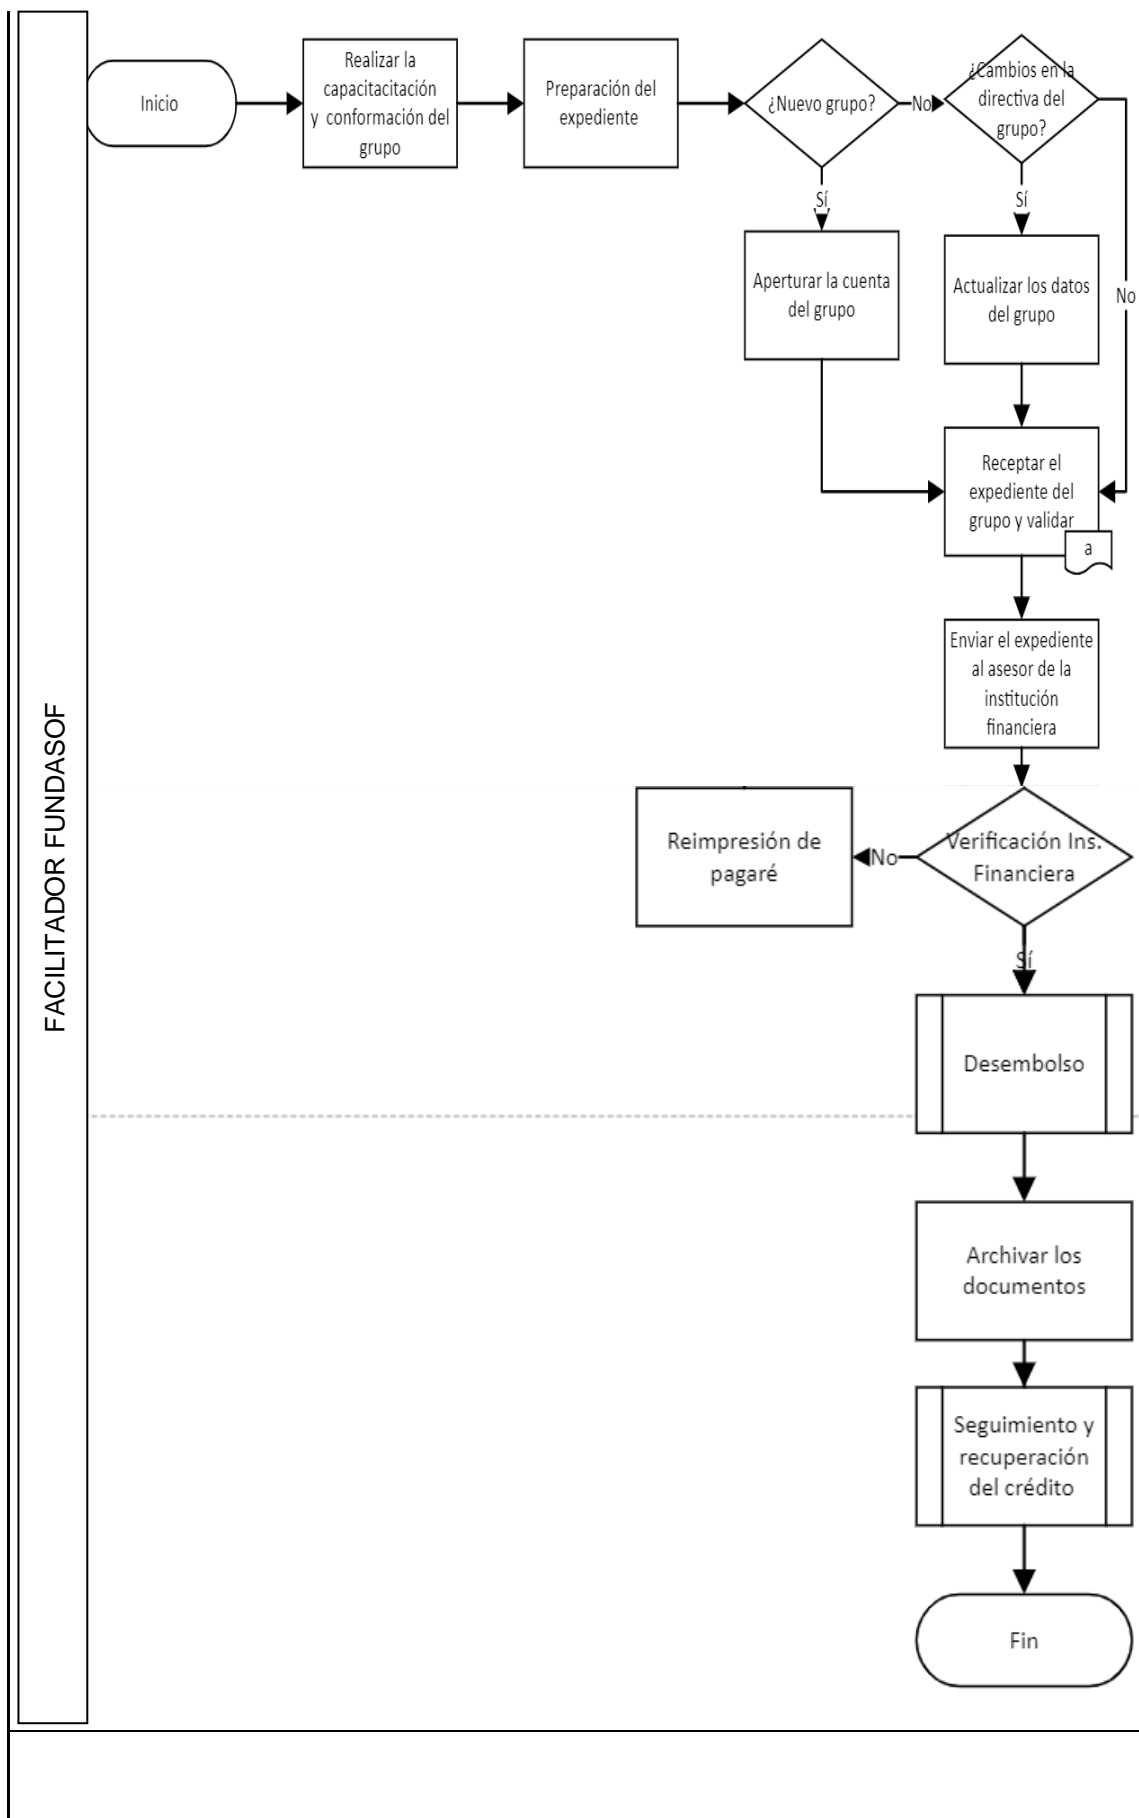 FACILITADOR FUNDASOF
Inicio
Realizar la
capacitacitación
y conformación del
grupo
Preparación del
expediente
¿Nuevo grupo?
No
¿Cambios en la
directiva del
grupo?
Sí
Sí
Aperturar la cuenta
del grupo
Actualizar los datos
del grupo
No
Receptar el
expediente del
grupo y validar
a
Enviar el expediente
al asesor de la
institución
financiera
Verificación Ins.
Financiera
No
Reimpresión de
pagaré
Sí
Desembolso
Archivar los
documentos
Seguimiento y
recuperación
del crédito
Fin